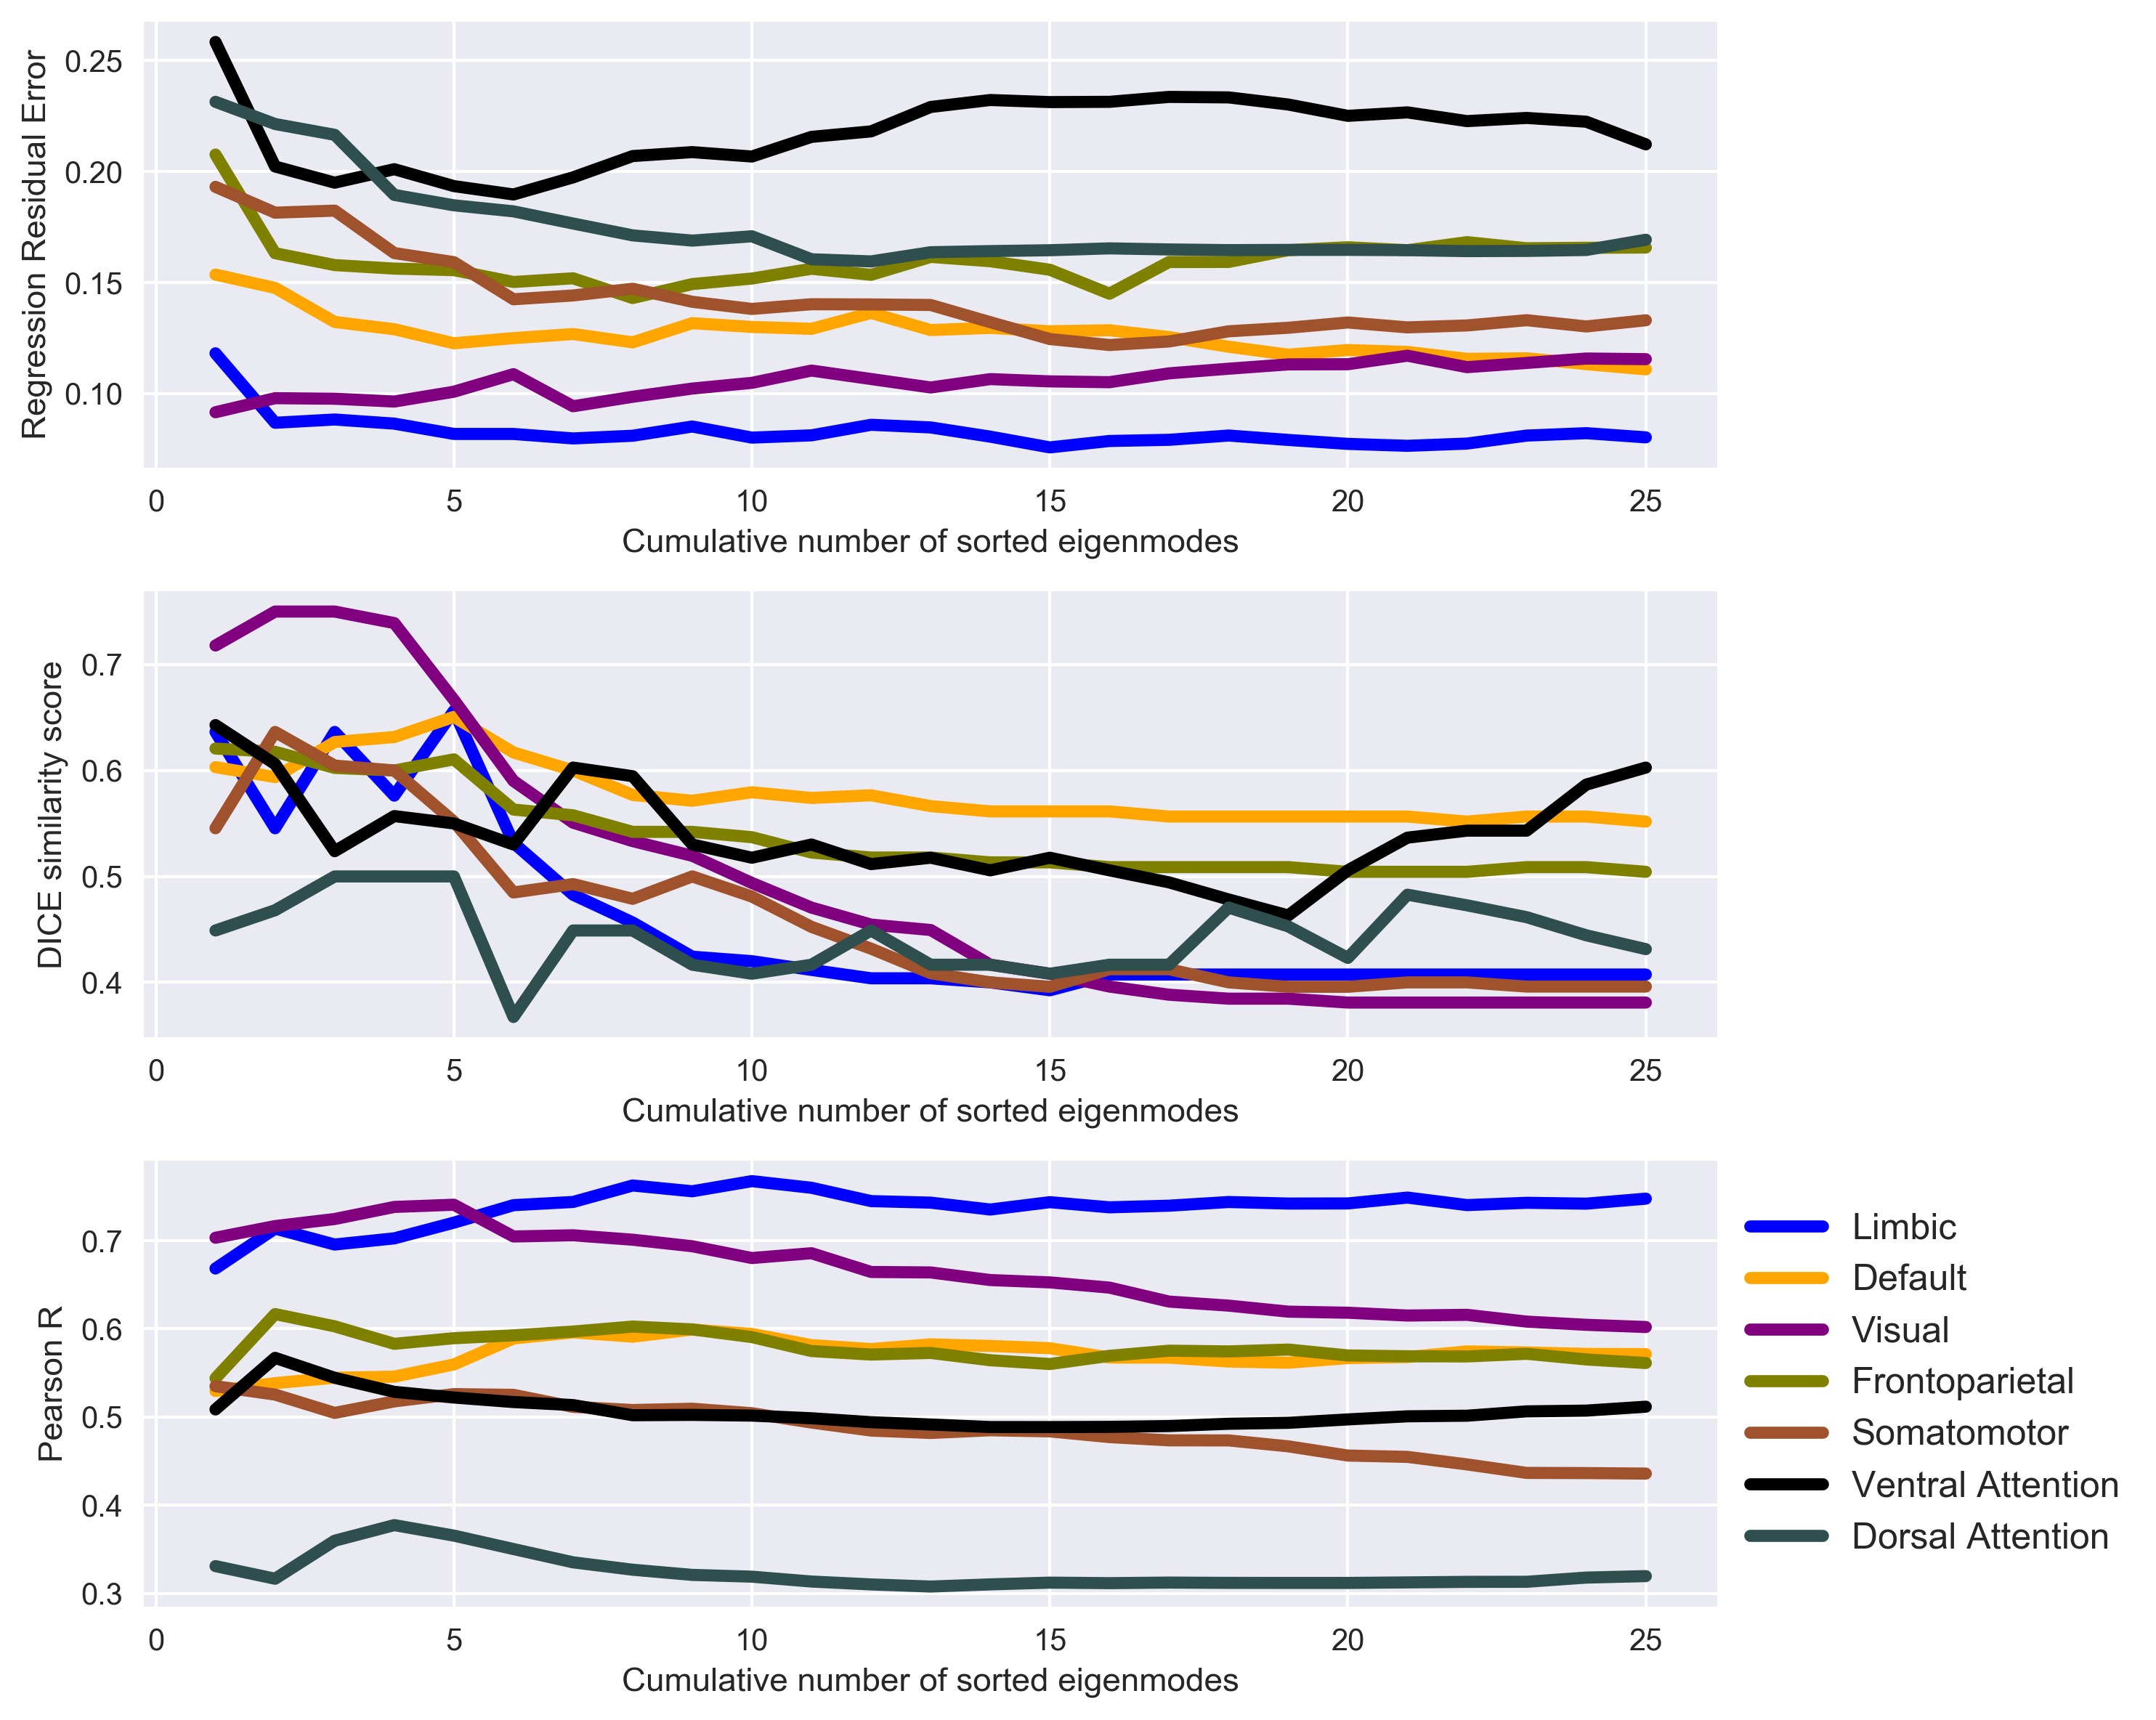 Regression Residual Error
0.25
0.20
0.15
0.10
0 5 10 15 20 25
Cumulative number of sorted eigenmodes
DICE similarity score
0.7
0.6
0.5
0.4
0 5 10 15 20 25
Cumulative number of sorted eigenmodes
Pearson R
0.7
0.6
0.5
0.4
0.3
0 5 10 15 20 25
Cumulative number of sorted eigenmodes
Limbic
Default
Visual
Frontoparietal
Somatomotor
Ventral Attention
Dorsal Attention